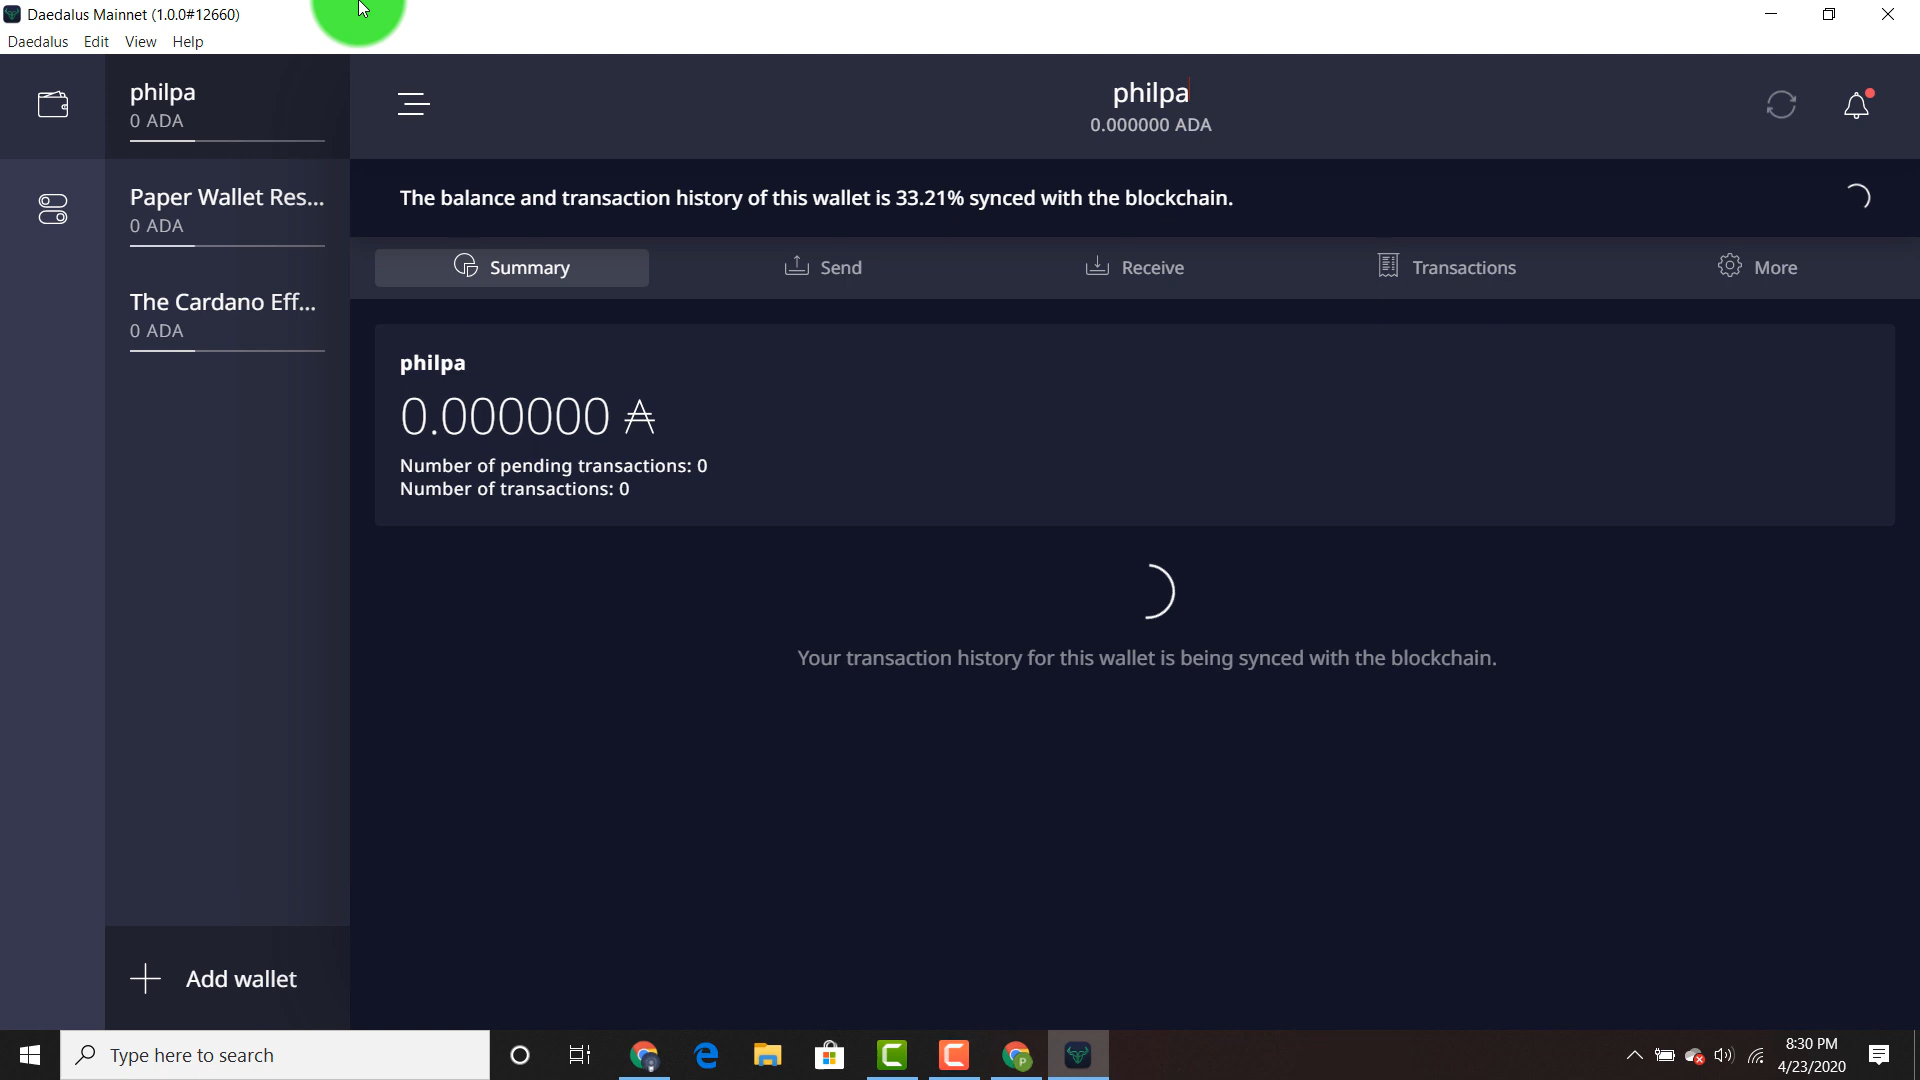 Daedalus Mainnet (1.0.0#12660)
Daedalus Edit View Help
philpa
0 ADA
Paper Wallet Res...
0 ADA
The Cardano Eff...
0 ADA
Add wallet
philpa
0.000000 ADA
The balance and transaction history of this wallet is 33.21% synced with the blockchain.
Summary Send Receive Transactions More
philpa
0.000000 ₳
Number of pending transactions: 0
Number of transactions: 0
Your transaction history for this wallet is being synced with the blockchain.
Type here to search
8:30 PM
4/23/2020